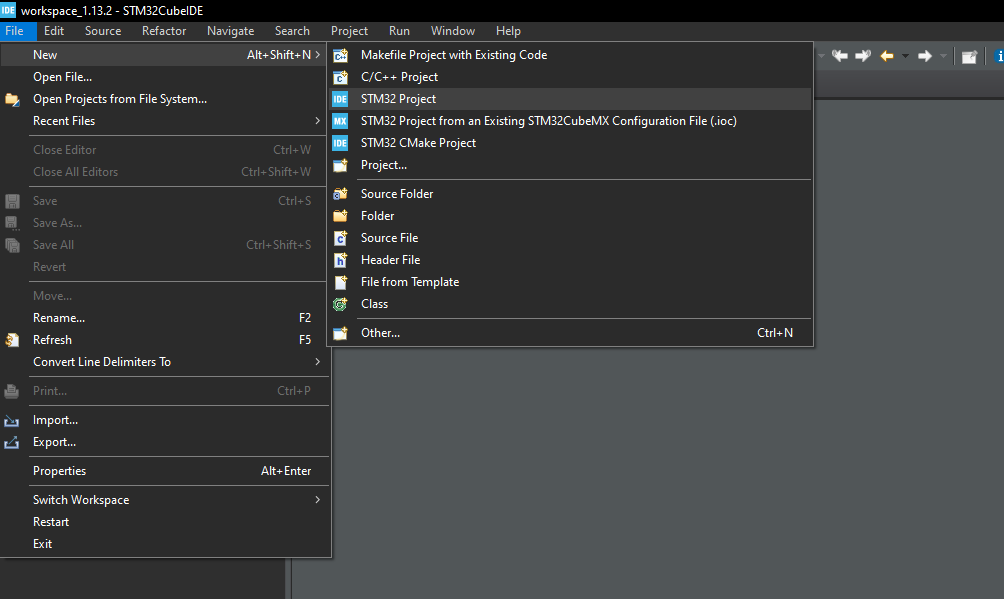 IDE workspace_1.13.2 - STM32CubeIDE
File Edit Source Refactor Navigate Search Project Run Window Help
New Alt+Shift+N
Open File...
Open Projects from File System...
Recent Files
Close Editor Ctrl+W
Close All Editors Ctrl+Shift+W
Save Ctrl+S
Save As...
Save All Ctrl+Shift+S
Revert
Move...
Rename... F2
Refresh F5
Convert Line Delimiters To
Print... Ctrl+P
Import...
Export...
Properties Alt+Enter
Switch Workspace
Restart
Exit
Makefile Project with Existing Code
C/C++ Project
IDE STM32 Project
MX STM32 Project from an Existing STM32CubeMX Configuration File (.ioc)
IDE STM32 CMake Project
Project...
Source Folder
Folder
c Source File
h Header File
File from Template
Class
Other... Ctrl+N